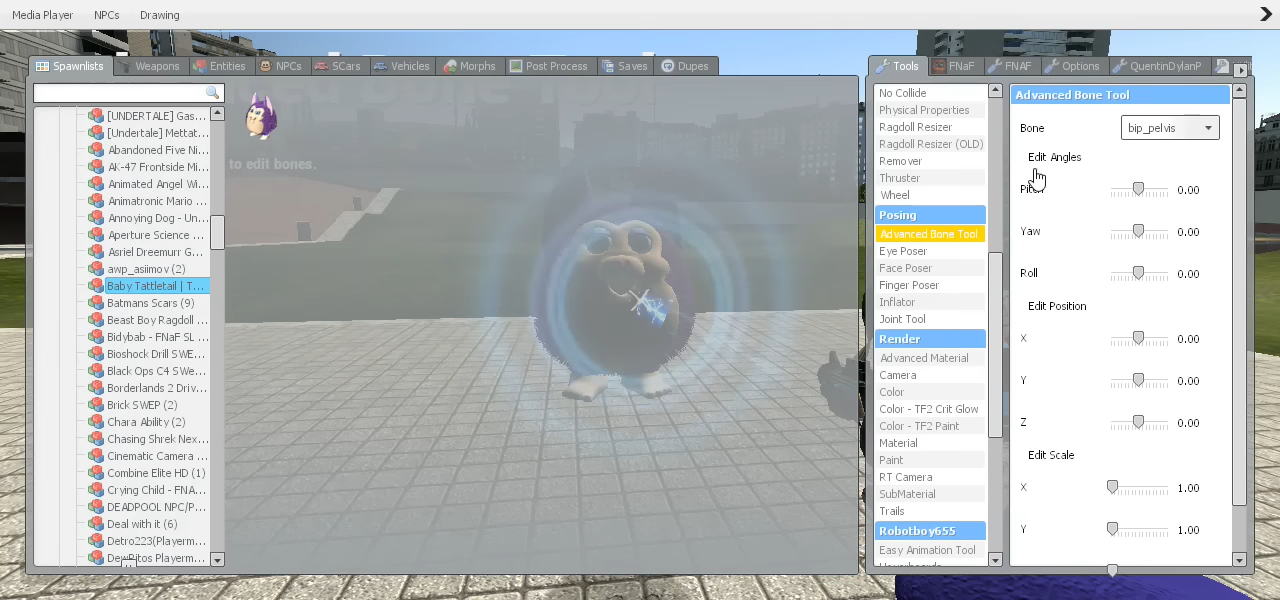 Media Player NPCs Drawing
Spawnlists Weapons Entities NPCs SCars Vehicles Morphs Post Process Saves Dupes
[UNDERTALE] Gas...
[Undertale] Mettat...
Abandoned Five Ni...
AK-47 Frontside Mi...
Animated Angel Wi...
Animatronic Mania ...
Annoying Dog - Un...
Aperture Science ...
Asriel Dreemurr G...
awp_asiimov (2)
Baby Tattletail | T...
Batmans Scars (9)
Beast Boy Ragdoll ...
Bidybab - FNaF SL ...
Bioshock Drill SWE...
Black Ops C4 SWe...
Borderlands 2 Driv...
Brick SWEP (2)
Chara Ability (2)
Chasing Shrek Nex...
Cinematic Camera ...
Combine Elite HD (1)
Crying Child - FNA...
DEADPOOL NPC/P...
Deal with it (6)
Detro223(Playerm...
DewRitos Playerm...
to edit bones.
Tools FNaF FNAF Options QuentinDylanP
No Collide
Physical Properties
Ragdoll Resizer
Ragdoll Resizer (OLD)
Remover
Thruster
Wheel
Posing
Advanced Bone Tool
Eye Poser
Face Poser
Finger Poser
Inflator
Joint Tool
Render
Advanced Material
Camera
Color
Color - TF2 Crit Glow
Color - TF2 Paint
Material
Paint
RT Camera
SubMaterial
Trails
Robotboy655
Easy Animation Tool
Advanced Bone Tool
Bone bip_pelvis
Edit Angles
Pitch 0.00
Yaw 0.00
Roll 0.00
Edit Position
X 0.00
Y 0.00
Z 0.00
Edit Scale
X 1.00
Y 1.00